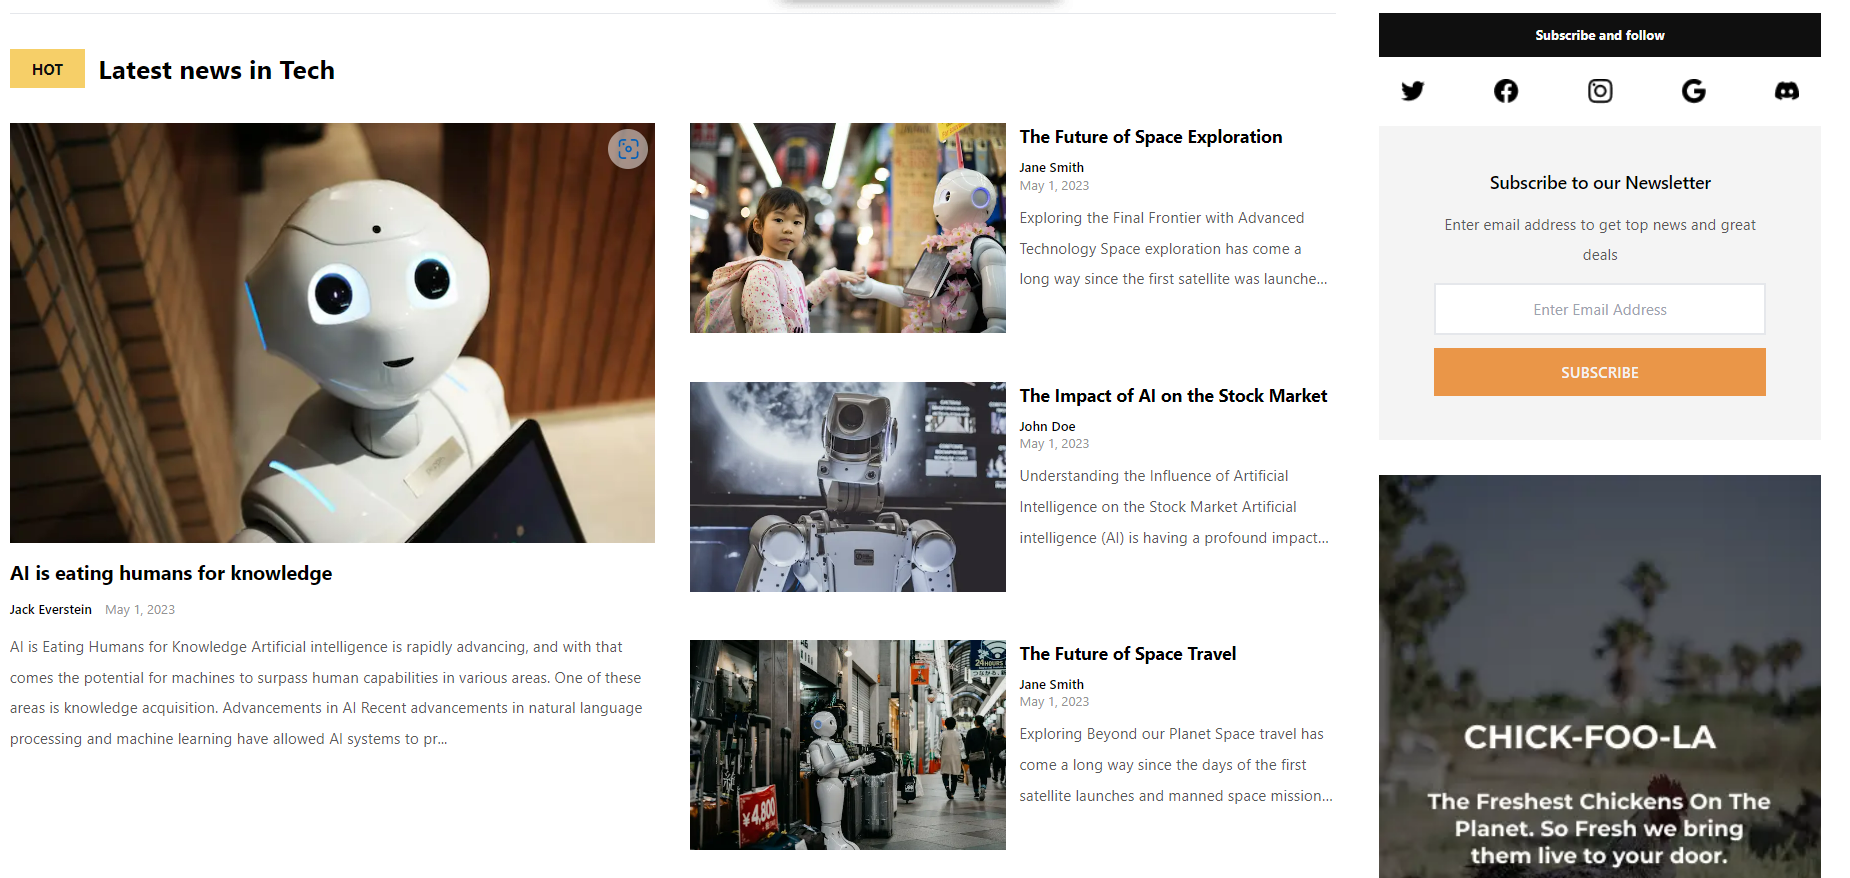 HOT
Latest news in Tech
AI is eating humans for knowledge
Jack Everstein May 1, 2023
AI is Eating Humans for Knowledge Artificial intelligence is rapidly advancing, and with that
comes the potential for machines to surpass human capabilities in various areas. One of these
areas is knowledge acquisition. Advancements in AI Recent advancements in natural language
processing and machine learning have allowed AI systems to pr...
24HOURS
¥4,800
The Future of Space Exploration
Jane Smith
May 1, 2023
Exploring the Final Frontier with Advanced
Technology Space exploration has come a
long way since the first satellite was launche...
The Impact of AI on the Stock Market
John Doe
May 1, 2023
Understanding the Influence of Artificial
Intelligence on the Stock Market Artificial
intelligence (AI) is having a profound impact...
The Future of Space Travel
Jane Smith
May 1, 2023
Exploring Beyond our Planet Space travel has
come a long way since the days of the first
satellite launches and manned space mission...
Subscribe and follow
Subscribe to our Newsletter
Enter email address to get top news and great
deals
Enter Email Address
SUBSCRIBE
CHICK-FOO-LA
The Freshest Chickens On The
Planet. So Fresh we bring
them live to your door.